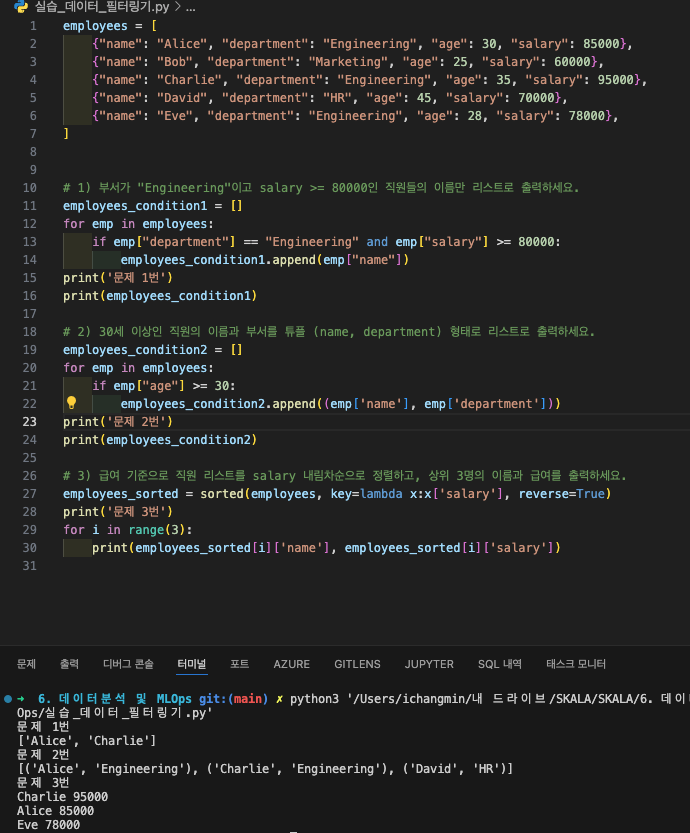 실습_데이터_필터링기.py > ...
1 employees = [
2     {"name": "Alice", "department": "Engineering", "age": 30, "salary": 85000},
3     {"name": "Bob", "department": "Marketing", "age": 25, "salary": 60000},
4     {"name": "Charlie", "department": "Engineering", "age": 35, "salary": 95000},
5     {"name": "David", "department": "HR", "age": 45, "salary": 70000},
6     {"name": "Eve", "department": "Engineering", "age": 28, "salary": 78000},
7 ]
8
9
10 # 1) 부서가 "Engineering"이고 salary >= 80000인 직원들의 이름만 리스트로 출력하세요.
11 employees_condition1 = []
12 for emp in employees:
13     if emp["department"] == "Engineering" and emp["salary"] >= 80000:
14         employees_condition1.append(emp["name"])
15 print('문제 1번')
16 print(employees_condition1)
17
18 # 2) 30세 이상인 직원의 이름과 부서를 튜플 (name, department) 형태로 리스트로 출력하세요.
19 employees_condition2 = []
20 for emp in employees:
21     if emp["age"] >= 30:
22         employees_condition2.append((emp['name'], emp['department']))
23 print('문제 2번')
24 print(employees_condition2)
25
26 # 3) 급여 기준으로 직원 리스트를 salary 내림차순으로 정렬하고, 상위 3명의 이름과 급여를 출력하세요.
27 employees_sorted = sorted(employees, key=lambda x:x['salary'], reverse=True)
28 print('문제 3번')
29 for i in range(3):
30     print(employees_sorted[i]['name'], employees_sorted[i]['salary'])
31
문제 출력 디버그 콘솔 터미널 포트 AZURE GITLENS JUPYTER SQL 내역 태스크 모니터
➜ 6. 데이터분석 및 MLOps git:(main) ✗ python3 '/Users/ichangmin/내 드라이브/SKALA/SKALA/6. 데이
Ops/실습_데이터_필터링기.py'
문제 1번
['Alice', 'Charlie']
문제 2번
[('Alice', 'Engineering'), ('Charlie', 'Engineering'), ('David', 'HR')]
문제 3번
Charlie 95000
Alice 85000
Eve 78000